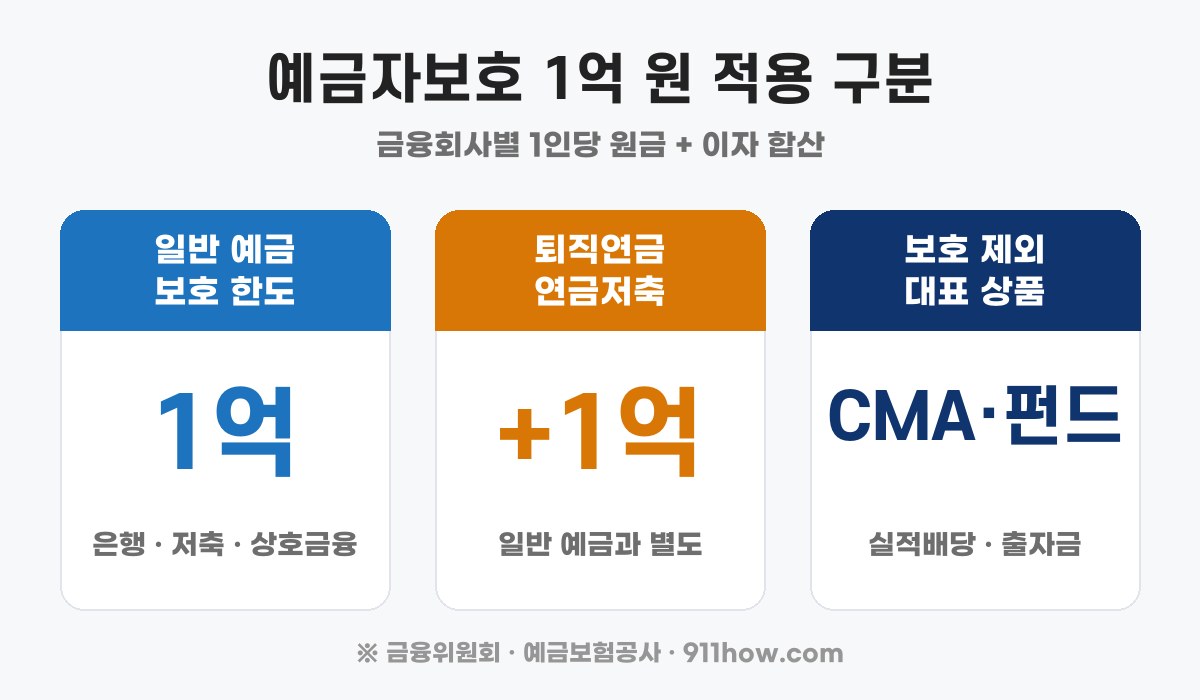 예금자보호 1억 원 적용 구분
금융회사별 1인당 원금 + 이자 합산
일반 예금
보호 한도
1억
은행 · 저축 · 상호금융
퇴직연금
연금저축
+1억
일반 예금과 별도
보호 제외
대표 상품
CMA·펀드
실적배당 · 출자금
※ 금융위원회 · 예금보험공사 · 911how.com